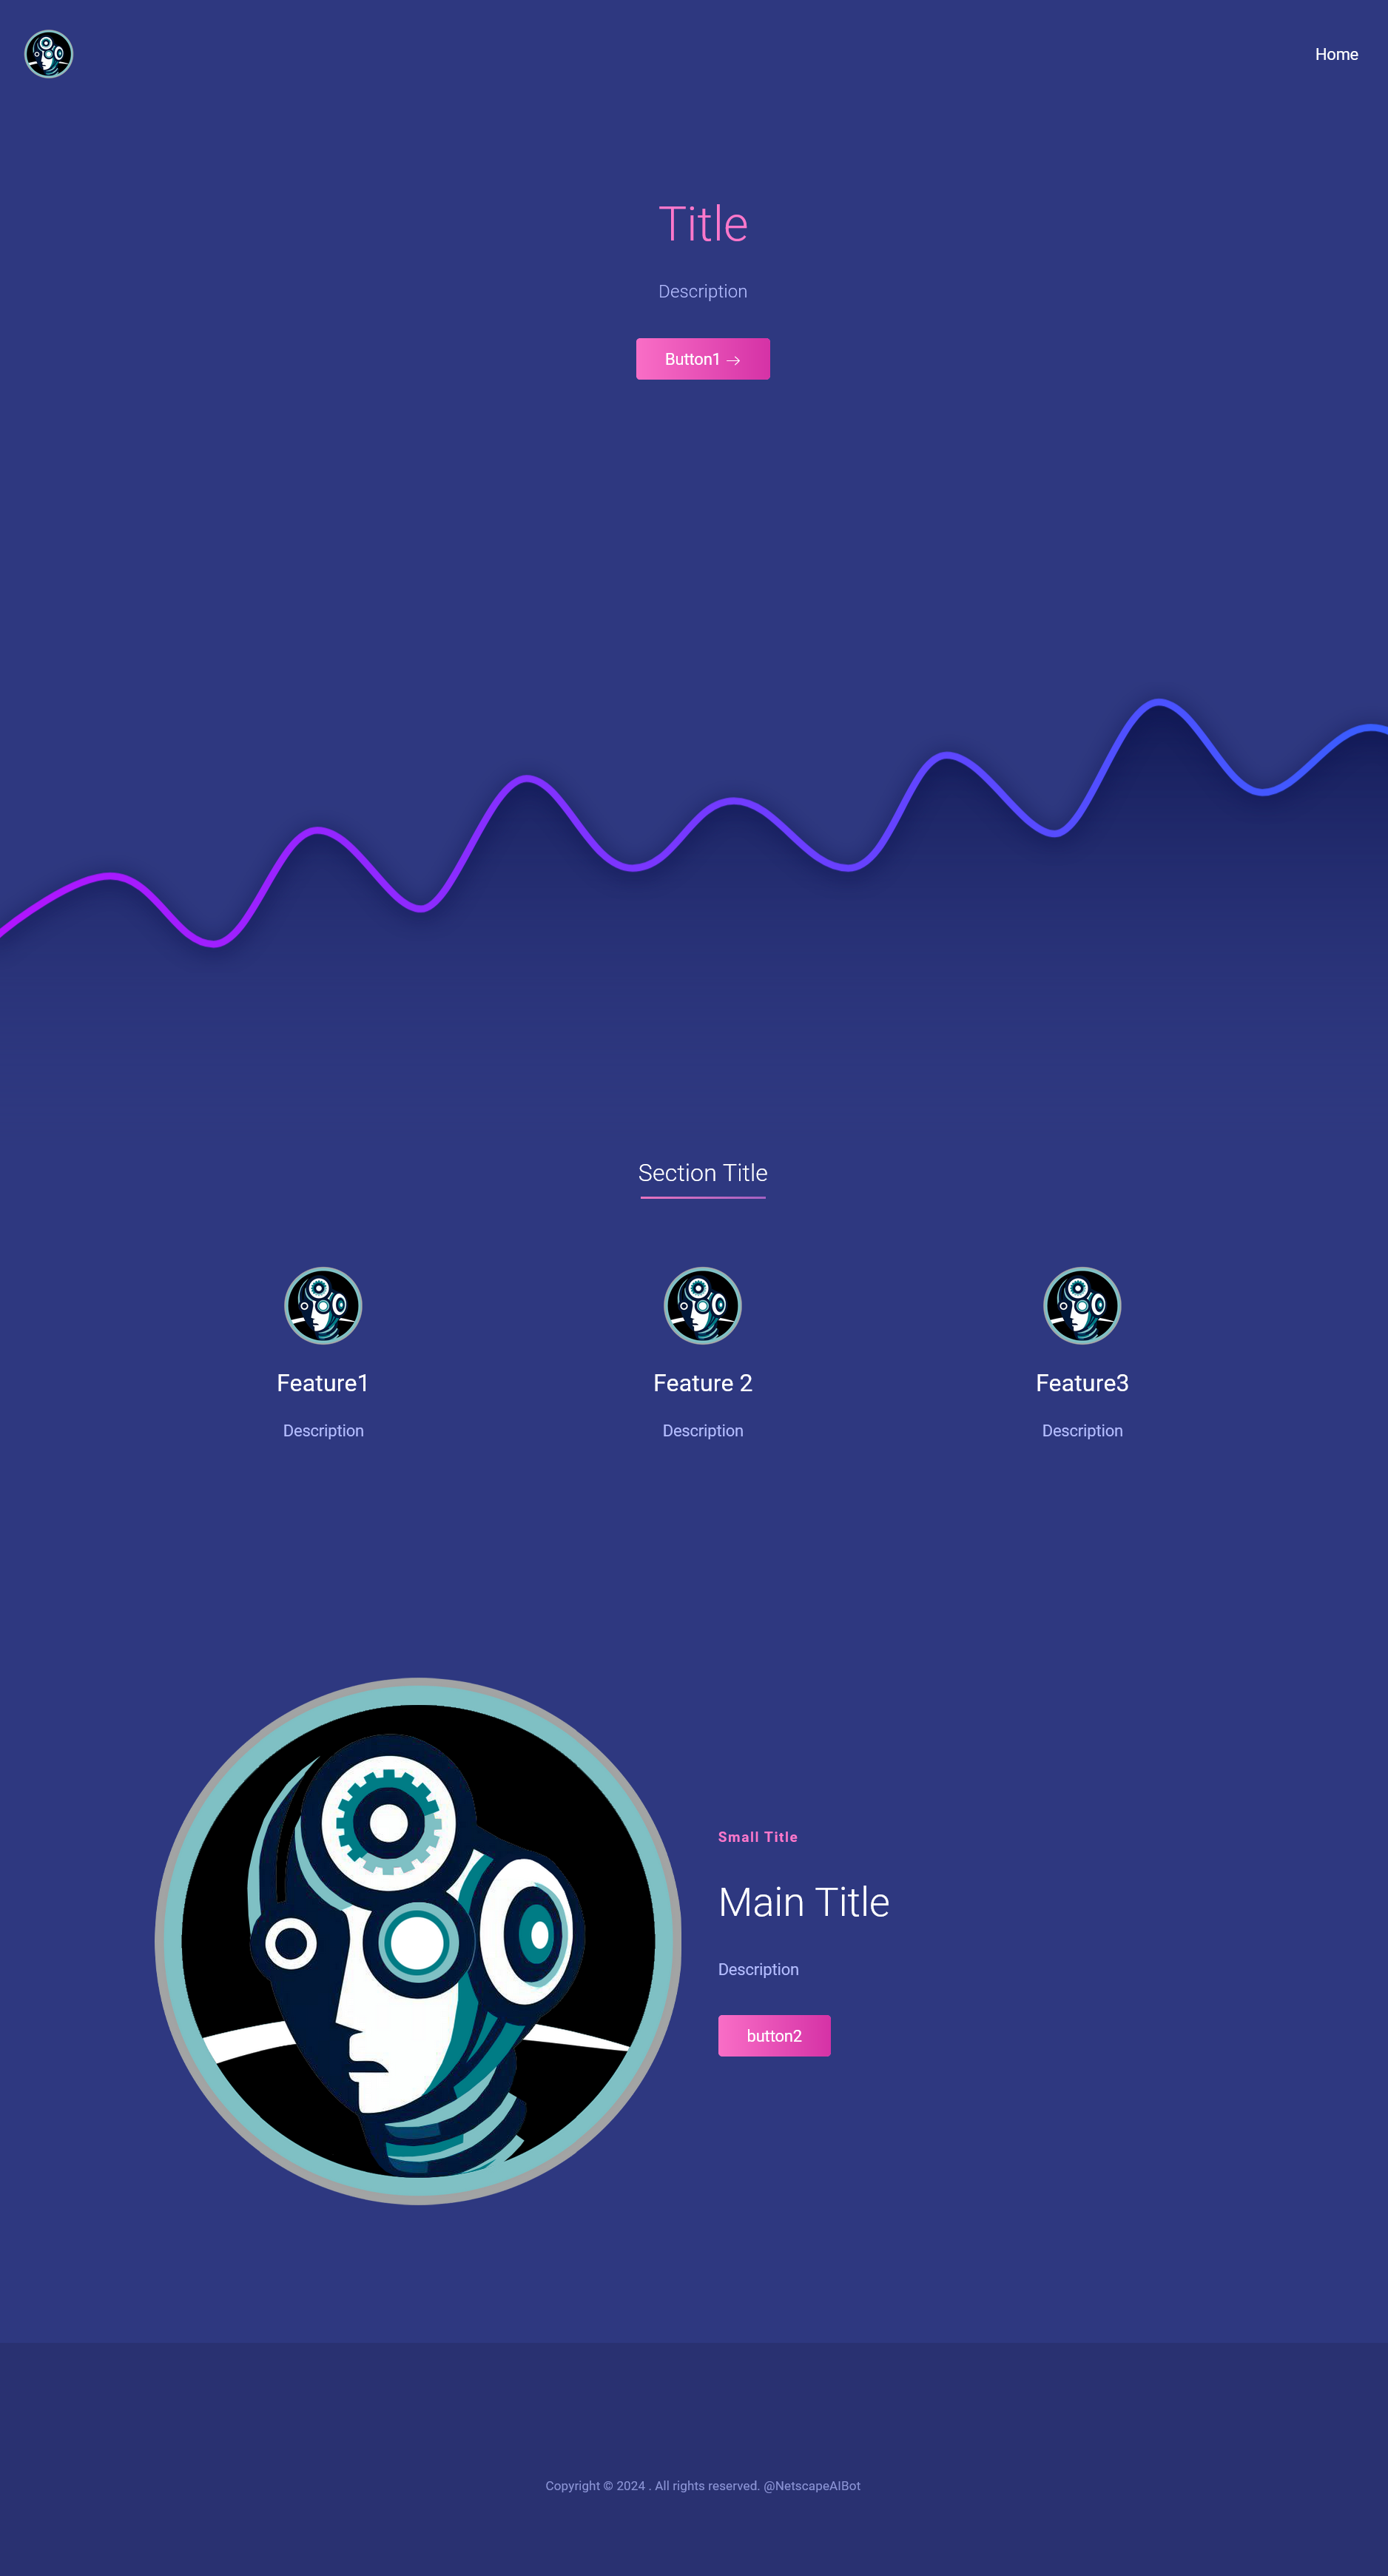 Home
Title
Description
Button1 →
Section Title
Feature1
Feature 2
Feature3
Description
Description
Description
Small Title
Main Title
Description
button2
Copyright © 2024 . All rights reserved. @NetscapeAIBot